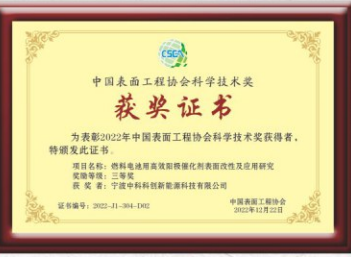 CSEA
中国表面工程协会科学技术奖
获奖证书
为表彰2022年中国表面工程协会科学技术奖获得者，
特颁发此证书。
项目名称：燃料电池用高效阳极催化剂表面改性及应用研究
奖励等级：三等奖
获 奖 者：宁波中科科创新能源科技有限公司
证书编号：2022-J1-304-D02
中国表面工程协会
2022年12月22日